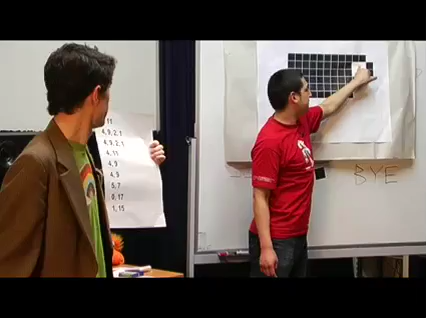 11
4, 9, 2, 1
4, 9, 2, 1
4, 11
4, 9
4, 9
5, 7
0, 17
1, 15
BYE